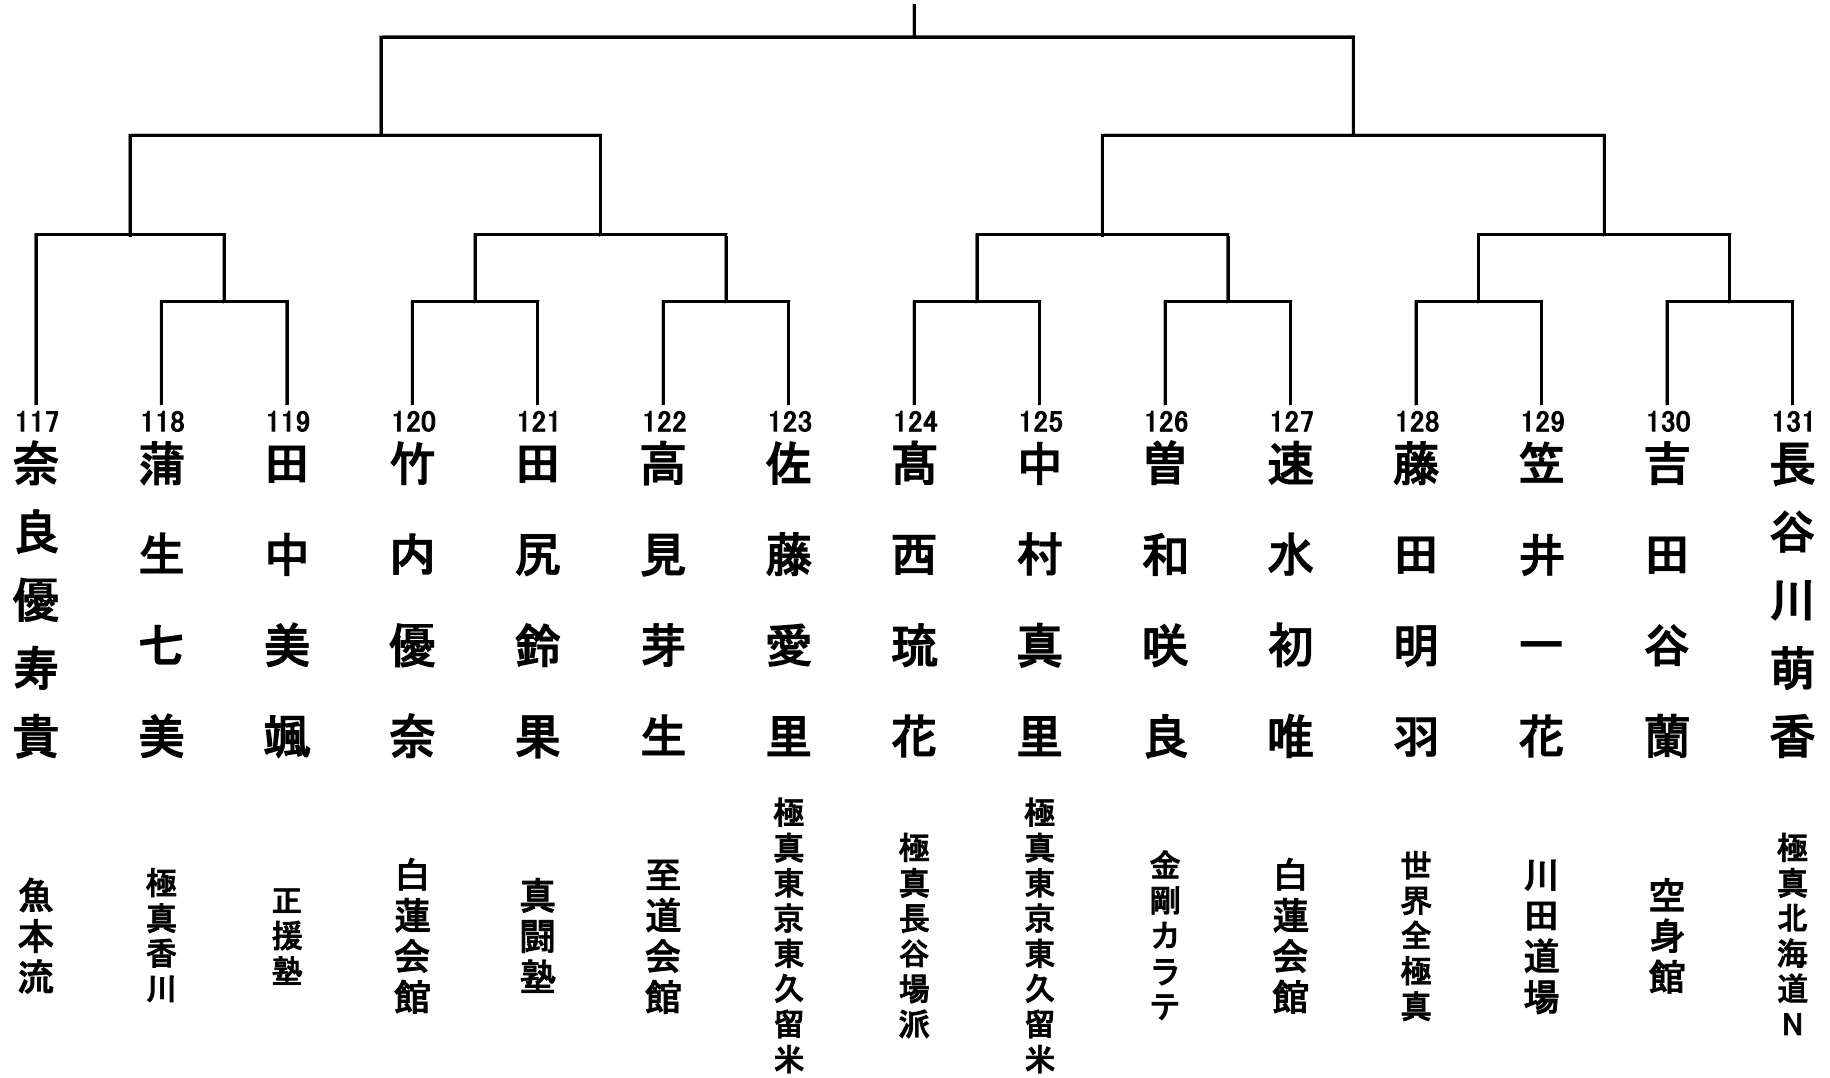 117
奈良優寿貴
魚本流
118
蒲生七美
極真香川
119
田中美颯
正援塾
120
竹内優奈
白蓮会館
121
田尻鈴果
真闘塾
122
高見芽生
至道会館
123
佐藤愛里
極真東京東久留米
124
髙西琉花
極真長谷場派
125
中村真里
極真東京東久留米
126
曽和咲良
金剛カラテ
127
速水初唯
白蓮会館
128
藤田明羽
世界全極真
129
笠井一花
川田道場
130
吉田谷蘭
空身館
131
長谷川萌香
極真北海道N